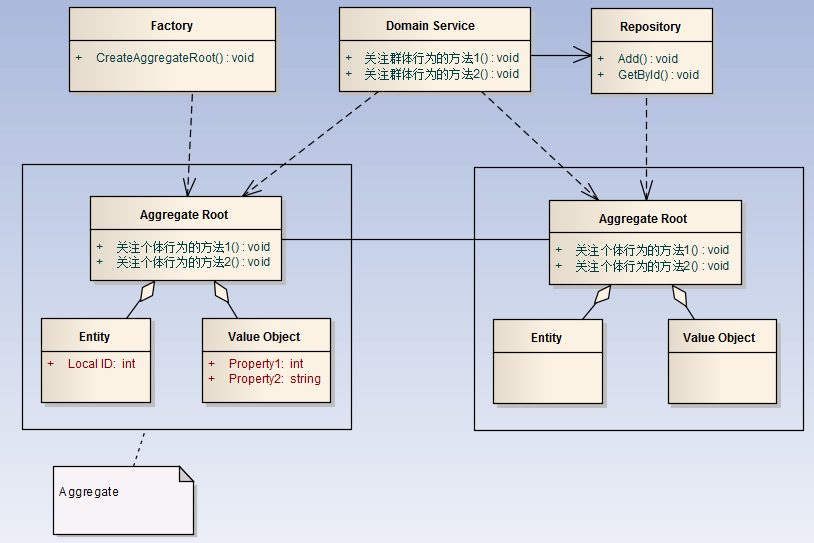 Factory
+ CreateAggregateRoot() : void
Domain Service
+ 关注群体行为的方法1() : void
+ 关注群体行为的方法2() : void
Repository
+ Add() : void
+ GetById() : void
Aggregate Root
+ 关注个体行为的方法1() : void
+ 关注个体行为的方法2() : void
Aggregate Root
+ 关注个体行为的方法1() : void
+ 关注个体行为的方法2() : void
Entity
+ Local ID: int
Value Object
+ Property1: int
+ Property2: string
Entity
Value Object
Aggregate